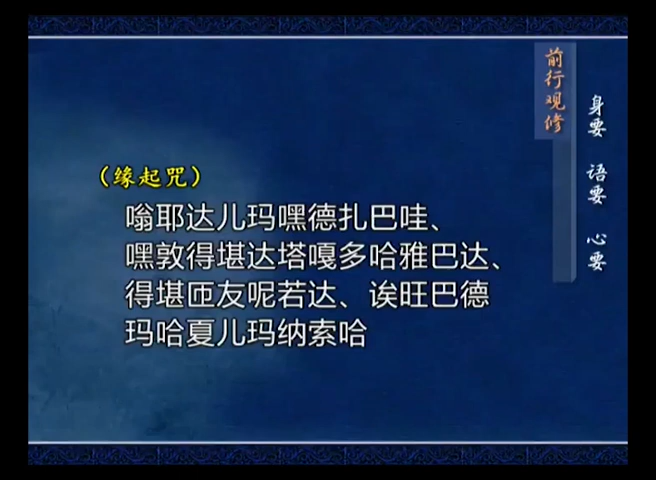 前行观修
身要 语要 心要
（缘起咒）
嗡耶达儿玛嘿德扎巴哇、
嘿敦得堪达塔嘎多哈雅巴达、
得堪匝友呢若达、诶旺巴德
玛哈夏儿玛纳索哈